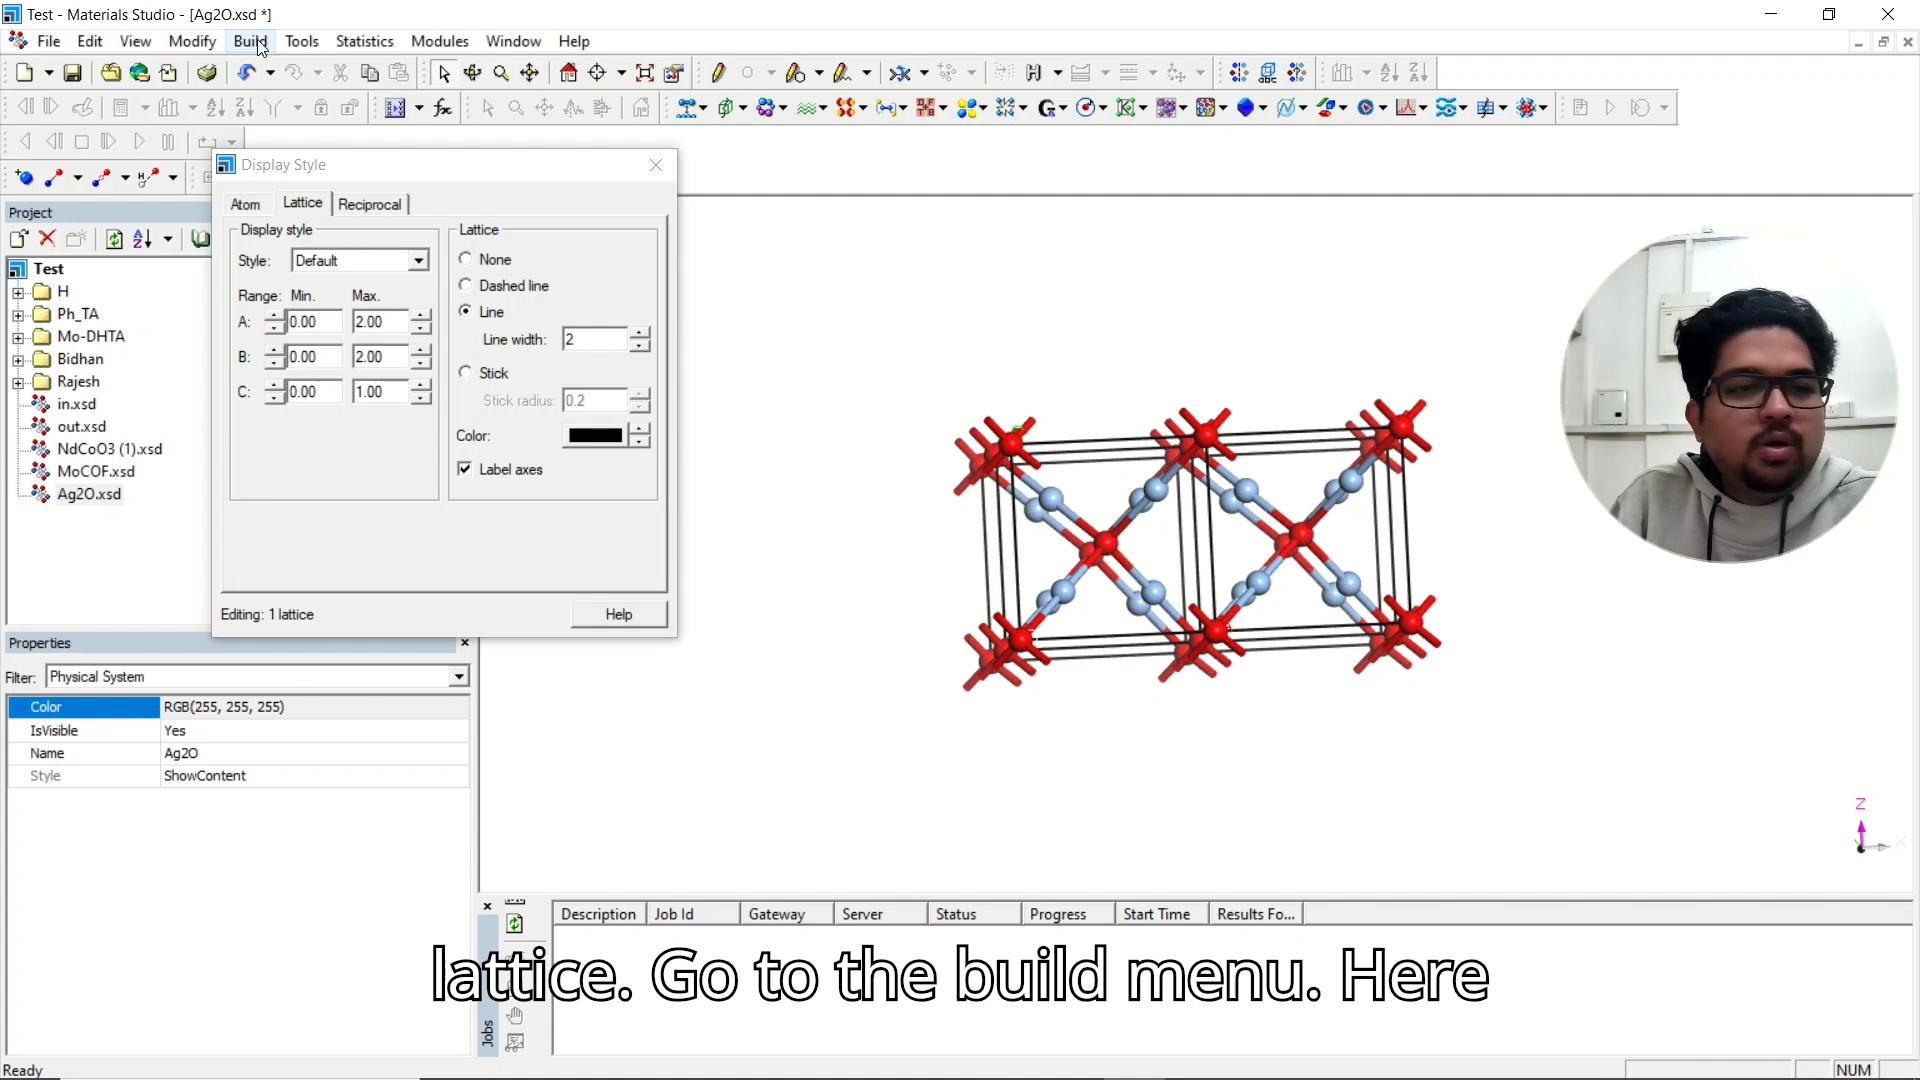 Test - Materials Studio - [Ag2O.xsd *]
File Edit View Modify Build Tools Statistics Modules Window Help
Display Style
Atom Lattice Reciprocal
Display style
Style: Default
Range: Min. Max.
A: 0.00 2.00
B: 0.00 2.00
C: 0.00 1.00
Lattice
None
Dashed line
Line
Line width: 2
Stick
Stick radius: 0.2
Color:
Label axes
Editing: 1 lattice
Help
Project
Test
H
Ph_TA
Mo-DHTA
Bidhan
Rajesh
in.xsd
out.xsd
NdCoO3 (1).xsd
MoCOF.xsd
Ag2O.xsd
Properties
Filter: Physical System
Color RGB(255, 255, 255)
IsVisible Yes
Name Ag2O
Style ShowContent
Z
X
Jobs
Description Job Id Gateway Server Status Progress Start Time Results Fo...
lattice. Go to the build menu. Here
Ready
NUM